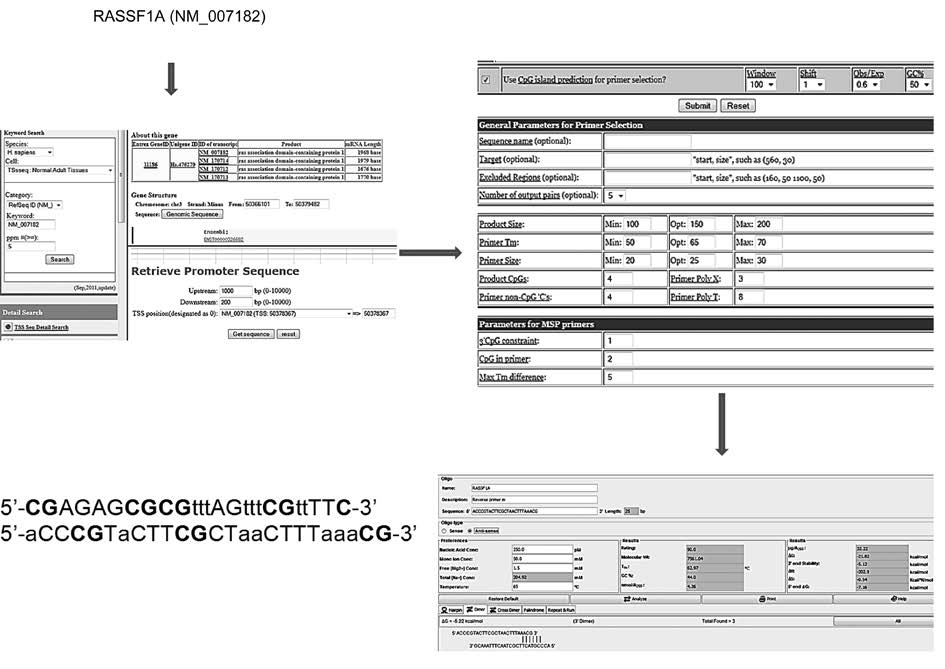 RASSF1A (NM_007182)
Keyword Search
Species:
H. sapiens
Cell:
TSSseq : Normal Adult Tissues
Category:
RefSeq ID (NM_)
Keyword:
NM_007182
ppm =(>=):
5
Search
(Sep,2011,update)
Detail Search
TSS Seq Detail Search
About this gene
Entrez GeneID Unigene ID ID of transcript Product mRNA Length
11186 Hs.476270
NM_007182 ras association domain-containing protein 1 1968 base
NM_170714 ras association domain-containing protein 1 1979 base
NM_170712 ras association domain-containing protein 1 1676 base
NM_170713 ras association domain-containing protein 1 1770 base
Gene Structure
Chromosome: chr3 Strand: Minus From: 50366101 To: 50379482
Sequence: Genomic Sequence
Ensembl:
Retrieve Promoter Sequence
Upstream: 1000 bp (0-10000)
Downstream: 200 bp (0-10000)
TSS position(designated as 0): NM_007182 (TSS: 50378367) => 50378367
Get sequence reset
Use CpG island prediction for primer selection?
Window Shift Obs/Exp GC%
100 1 0.6 50
Submit Reset
General Parameters for Primer Selection
Sequence name (optional):
Target (optional): "start, size", such as (560, 30)
Excluded Regions (optional): "start, size", such as (160, 50 1100, 50)
Number of output pairs (optional): 5
Product Size: Min: 100 Opt: 150 Max: 200
Primer Tm: Min: 50 Opt: 65 Max: 70
Primer Size: Min: 20 Opt: 25 Max: 30
Product CpGs: 4 Primer Poly X: 3
Primer non-CpG 'C's: 4 Primer Poly T: 8
Parameters for MSP primers
3'CpG constraint: 1
CpG in primer: 2
Max Tm difference: 5
5'-CGAGAGCGCGtttAGtttCGttTTC-3'
5'-aCCCGTaCTTCGCTaaCTTTaaaCG-3'
Oligo
Name: RASSF1A
Description: Reverse primer m
Sequence: 5' ACCCGTACTTCGCTAACTTTAAACG 3' Length: 25 bp
Oligo type
Sense Anti-sense
Preferences
Nucleic Acid Conc: 250.0 pM
Mono Ion Conc: 50.0 mM
Free [Mg2+] Conc: 1.5 mM
Total [Na+] Conc: 204.92 mM
Temperature: 65
Results
Rating: 90.0
Molecular Wt: 7561.04
Tm: 62.97 °C
GC %: 44.0
nmol/A260: 4.36
Results
µg/A260: 32.22
ΔG: -21.82 kcal/mol
3' end Stability: -5.12 kcal/mol
ΔH: -202.9 kcal/mol
ΔS: -0.54 kcal/°K/mol
5' end ΔG: -7.16 kcal/mol
Restore Default Analyze Print Help
Hairpin Dimer Cross Dimer Palindrome Repeat & Run
ΔG = -5.22 kcal/mol (3' Dimer) Total Found = 3 All
5'ACCCGTACTTCGCTAACTTTAAACG 3'
3'GCAAATTTCAATCGCTTCATGCCCA 5'